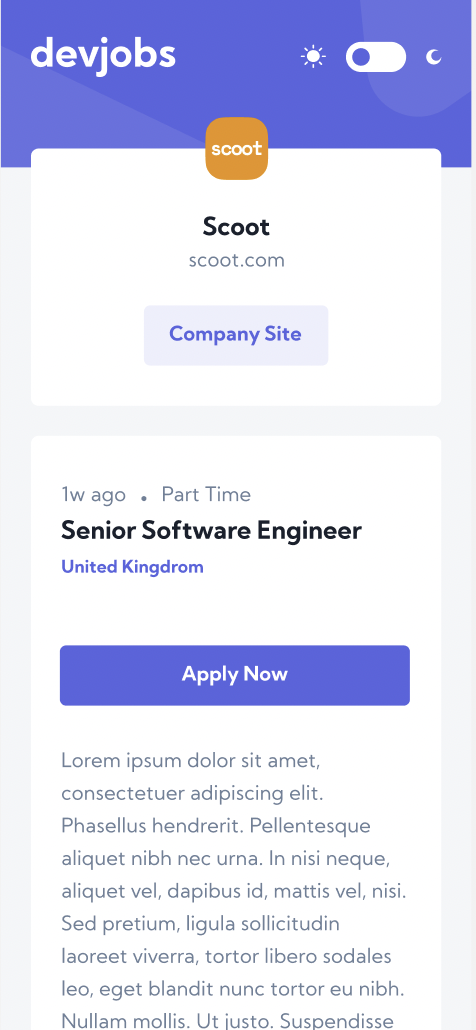 devjobs
scoot
Scoot
scoot.com
Company Site
1w ago . Part Time
Senior Software Engineer
United Kingdrom
Apply Now
Lorem ipsum dolor sit amet,
consectetuer adipiscing elit.
Phasellus hendrerit. Pellentesque
aliquet nibh nec urna. In nisi neque,
aliquet vel, dapibus id, mattis vel, nisi.
Sed pretium, ligula sollicitudin
laoreet viverra, tortor libero sodales
leo, eget blandit nunc tortor eu nibh.
Nullam mollis. Ut justo. Suspendisse